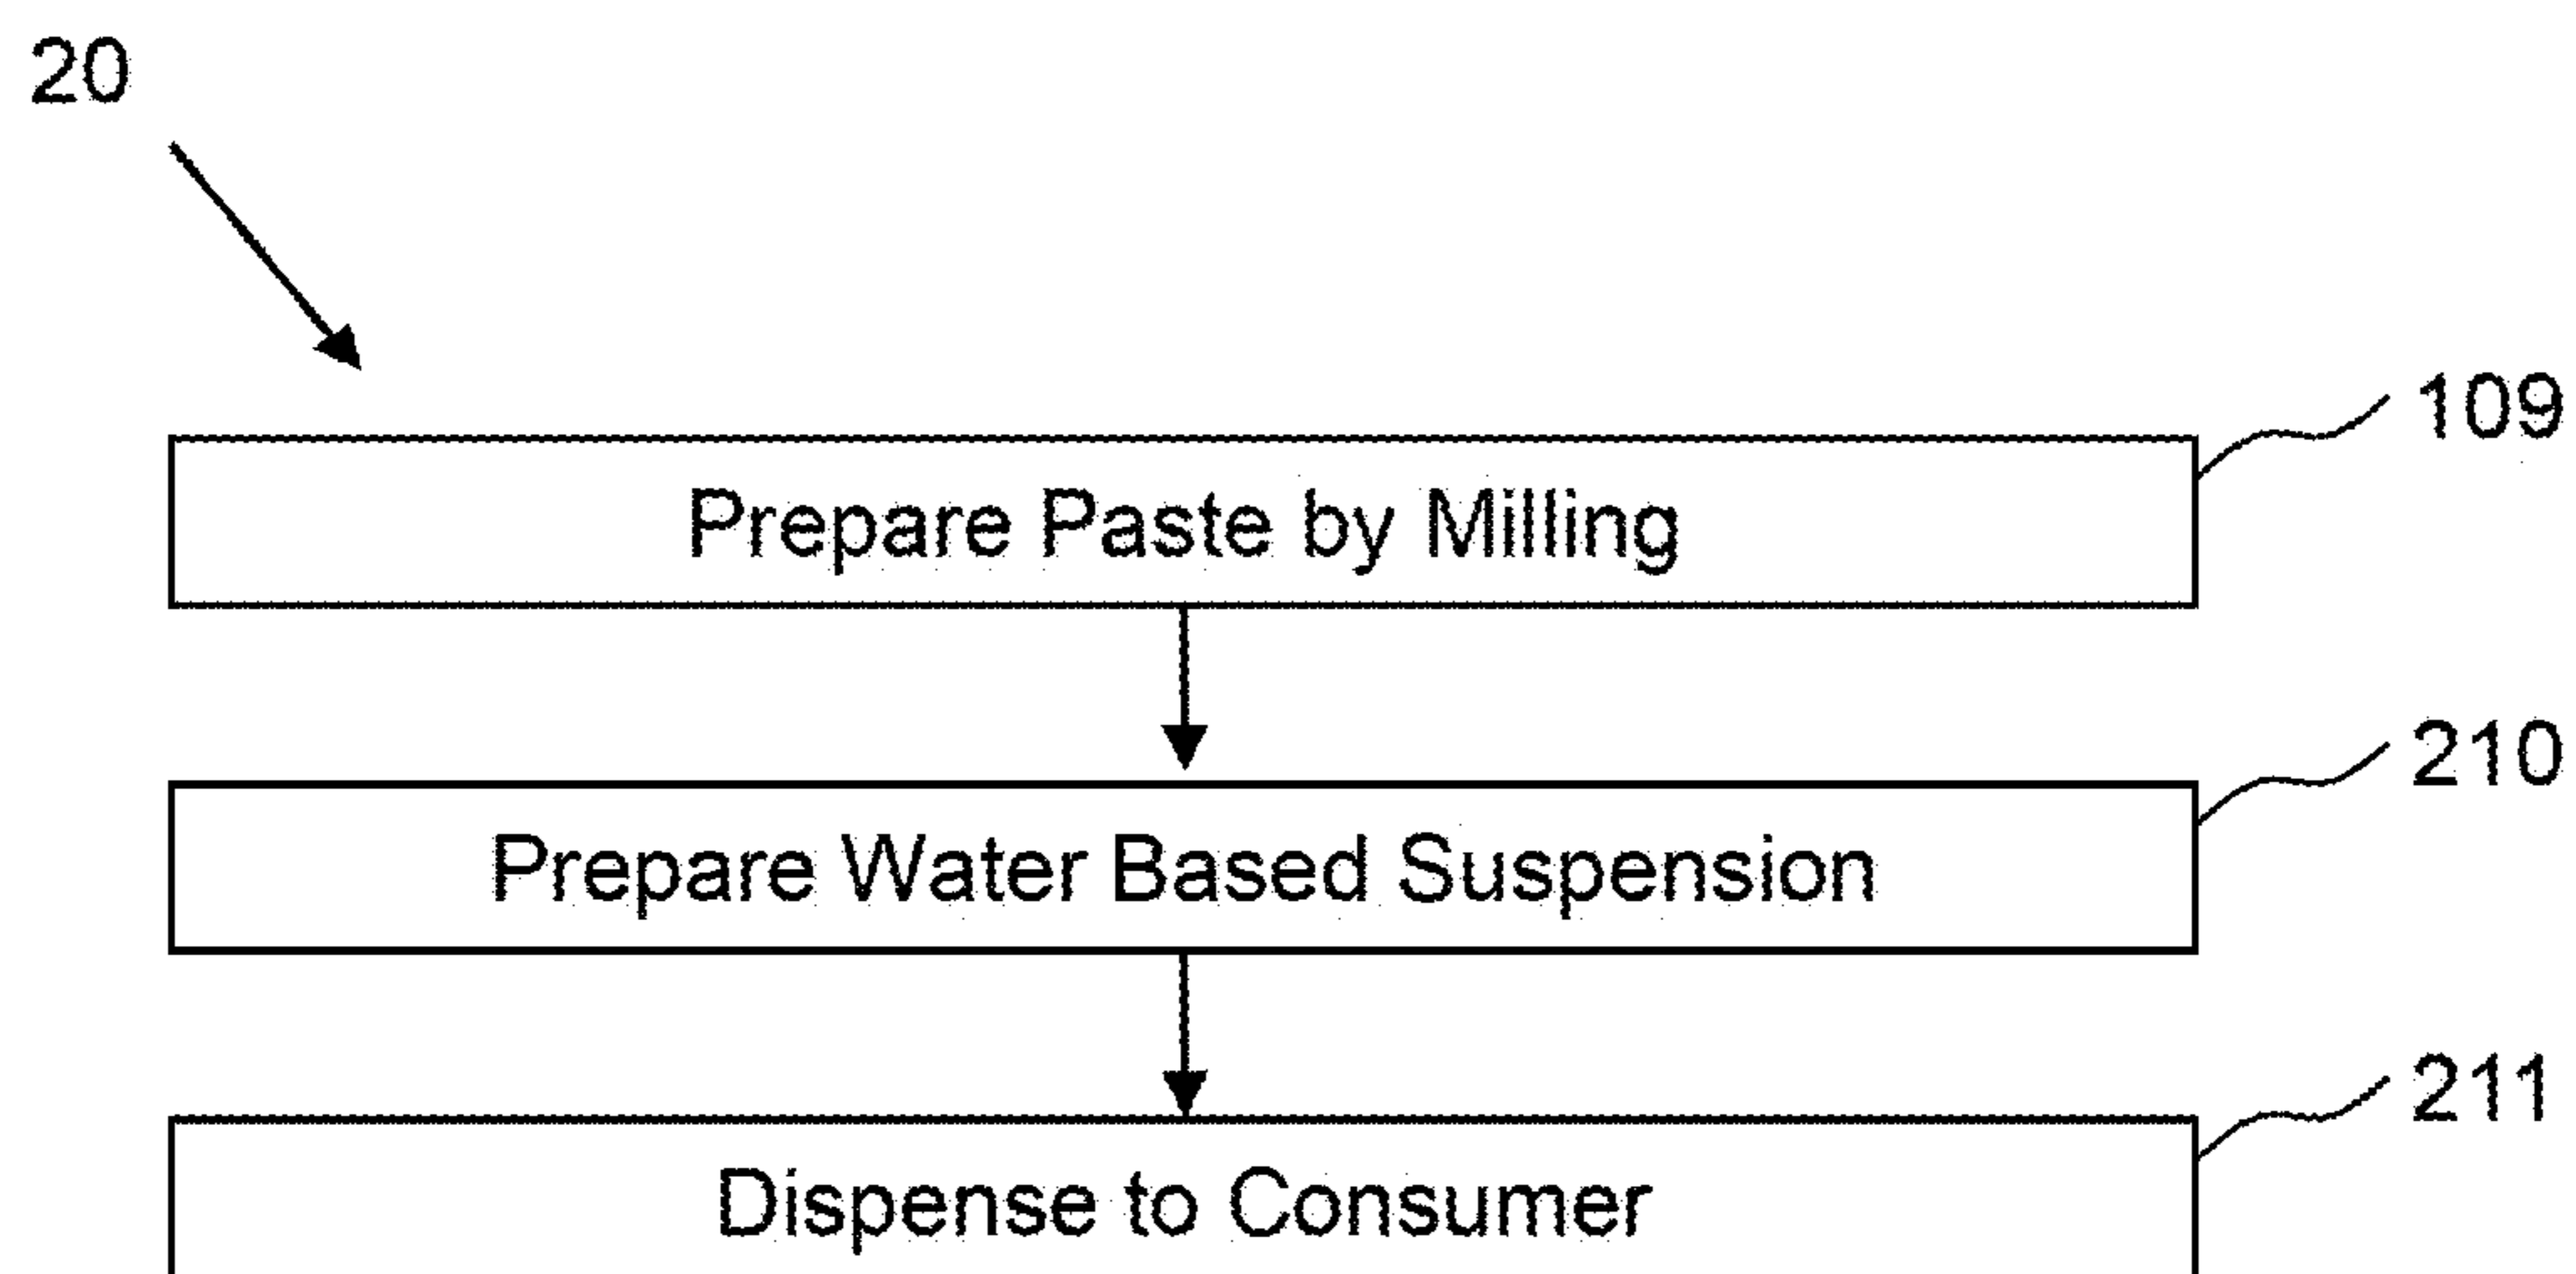 20
109
Prepare Paste by Milling
210
Prepare Water Based Suspension
211
Dispense to Consumer